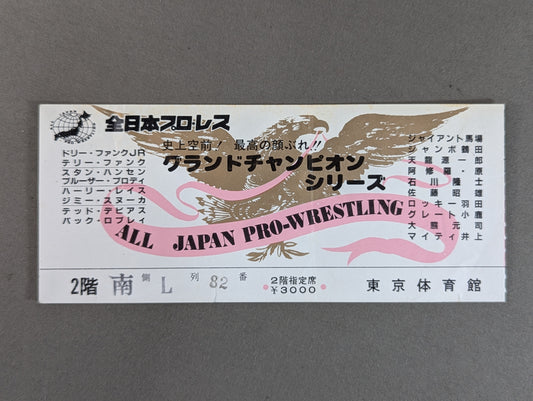 全日本プロ・レス
史上空前! 最高の顔ぶれ!!
グランドチャンピオン
シリーズ
ドリー・ファンクJR
テリー・ファンク
スタン・ハンセン
ブルーザー・ブロディ
ハーリー・レイス
ジミー・スヌーカ
テッド・デビアス
バック・ロブレイ
ジャイアント馬場
ジャンボ鶴田
天龍源一郎
阿修羅・原
石川隆士
佐藤昭雄
ロッキー羽田
グレート小鹿
大熊元司
マイティ井上
ALL JAPAN PRO-WRESTLING
2階 南側 L列 82番 2階指定席 ¥3000 東京体育館